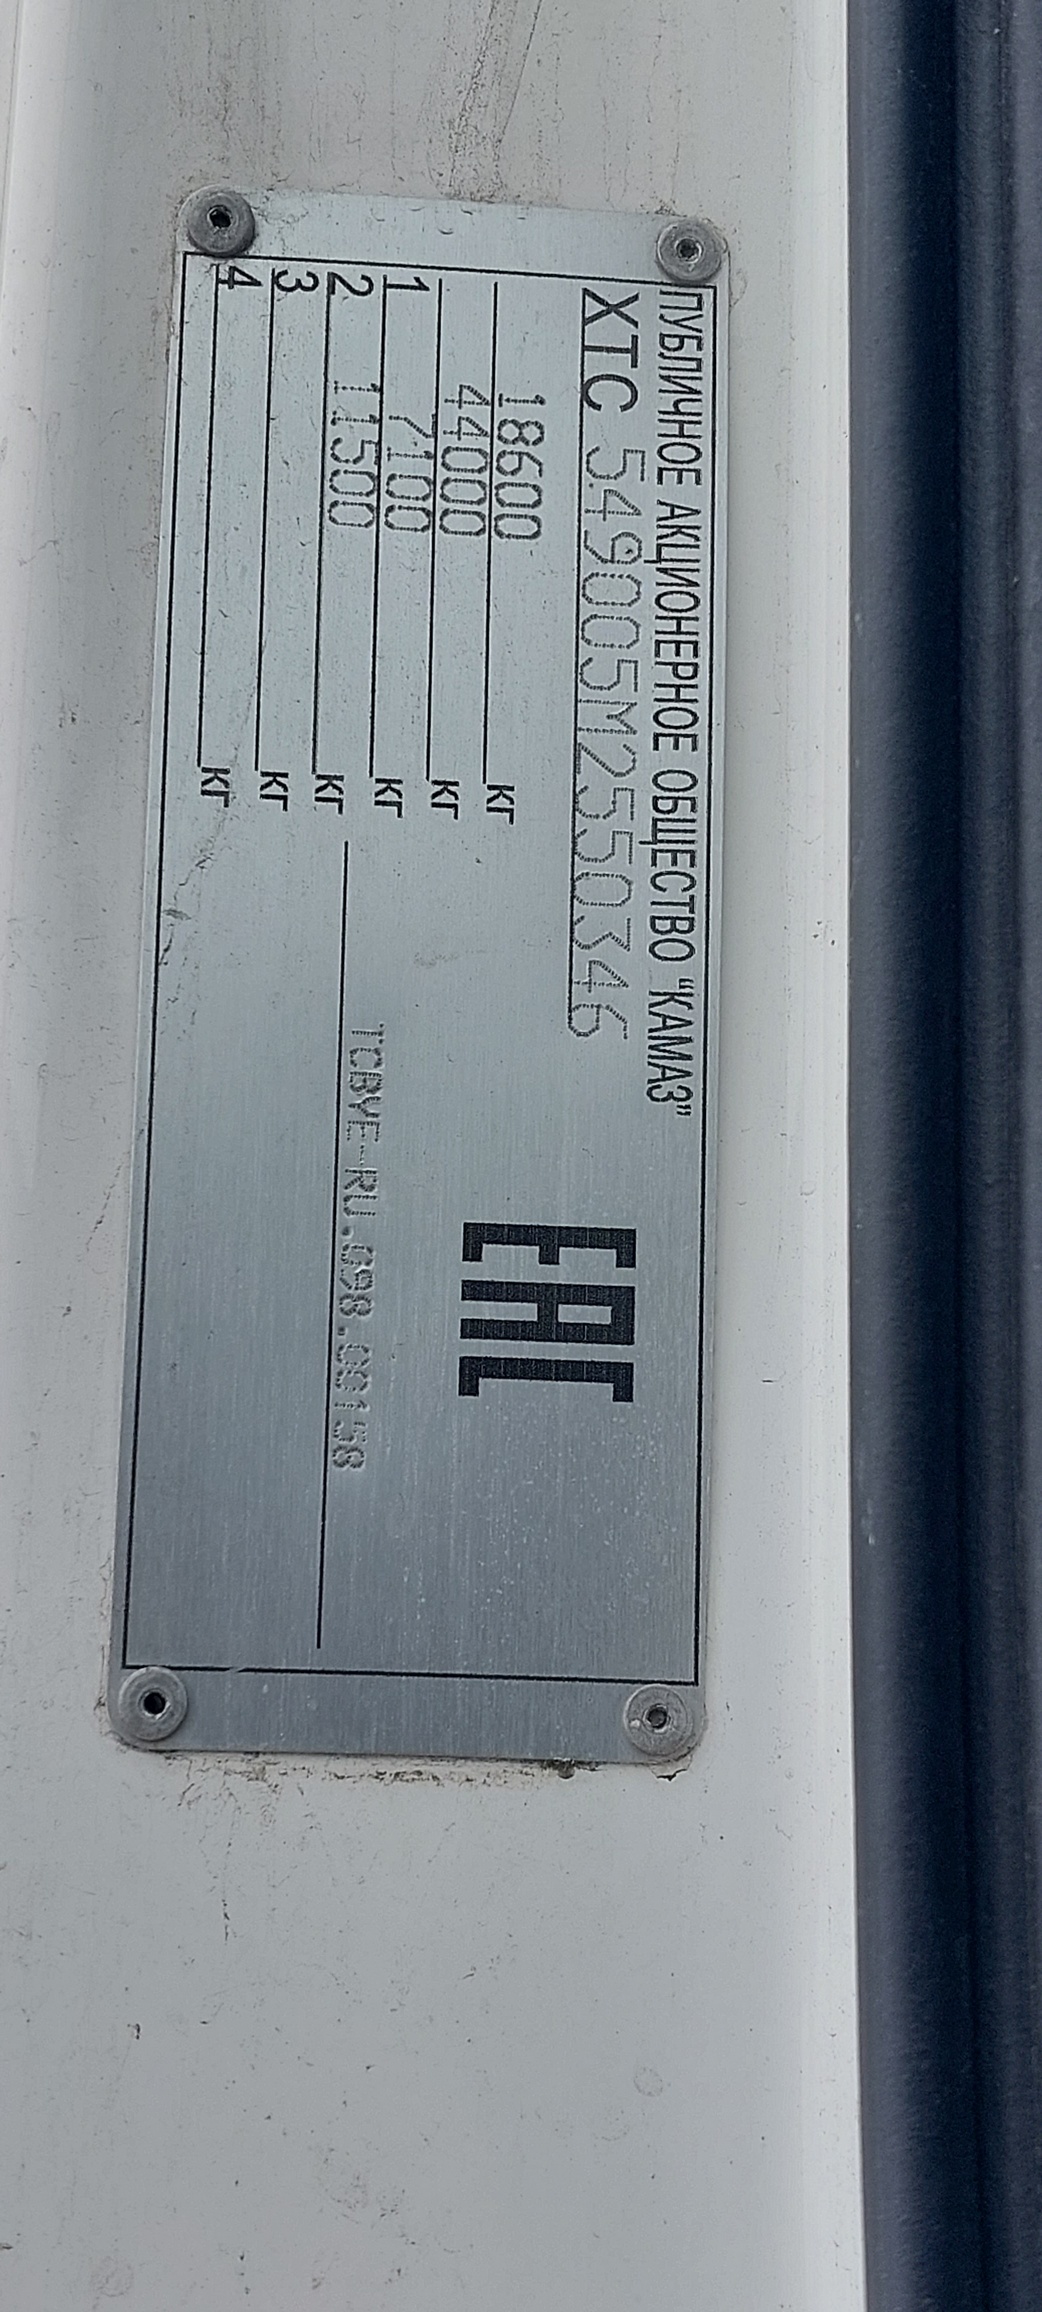 ПУБЛИЧНОЕ АКЦИОНЕРНОЕ ОБЩЕСТВО "КАМАЗ"
XTC 549005M2550346
18600 кг
44000 кг
1 7100 кг
2 11500 кг
3 кг
4 кг
EAC
TCBYE-RU.098.00158